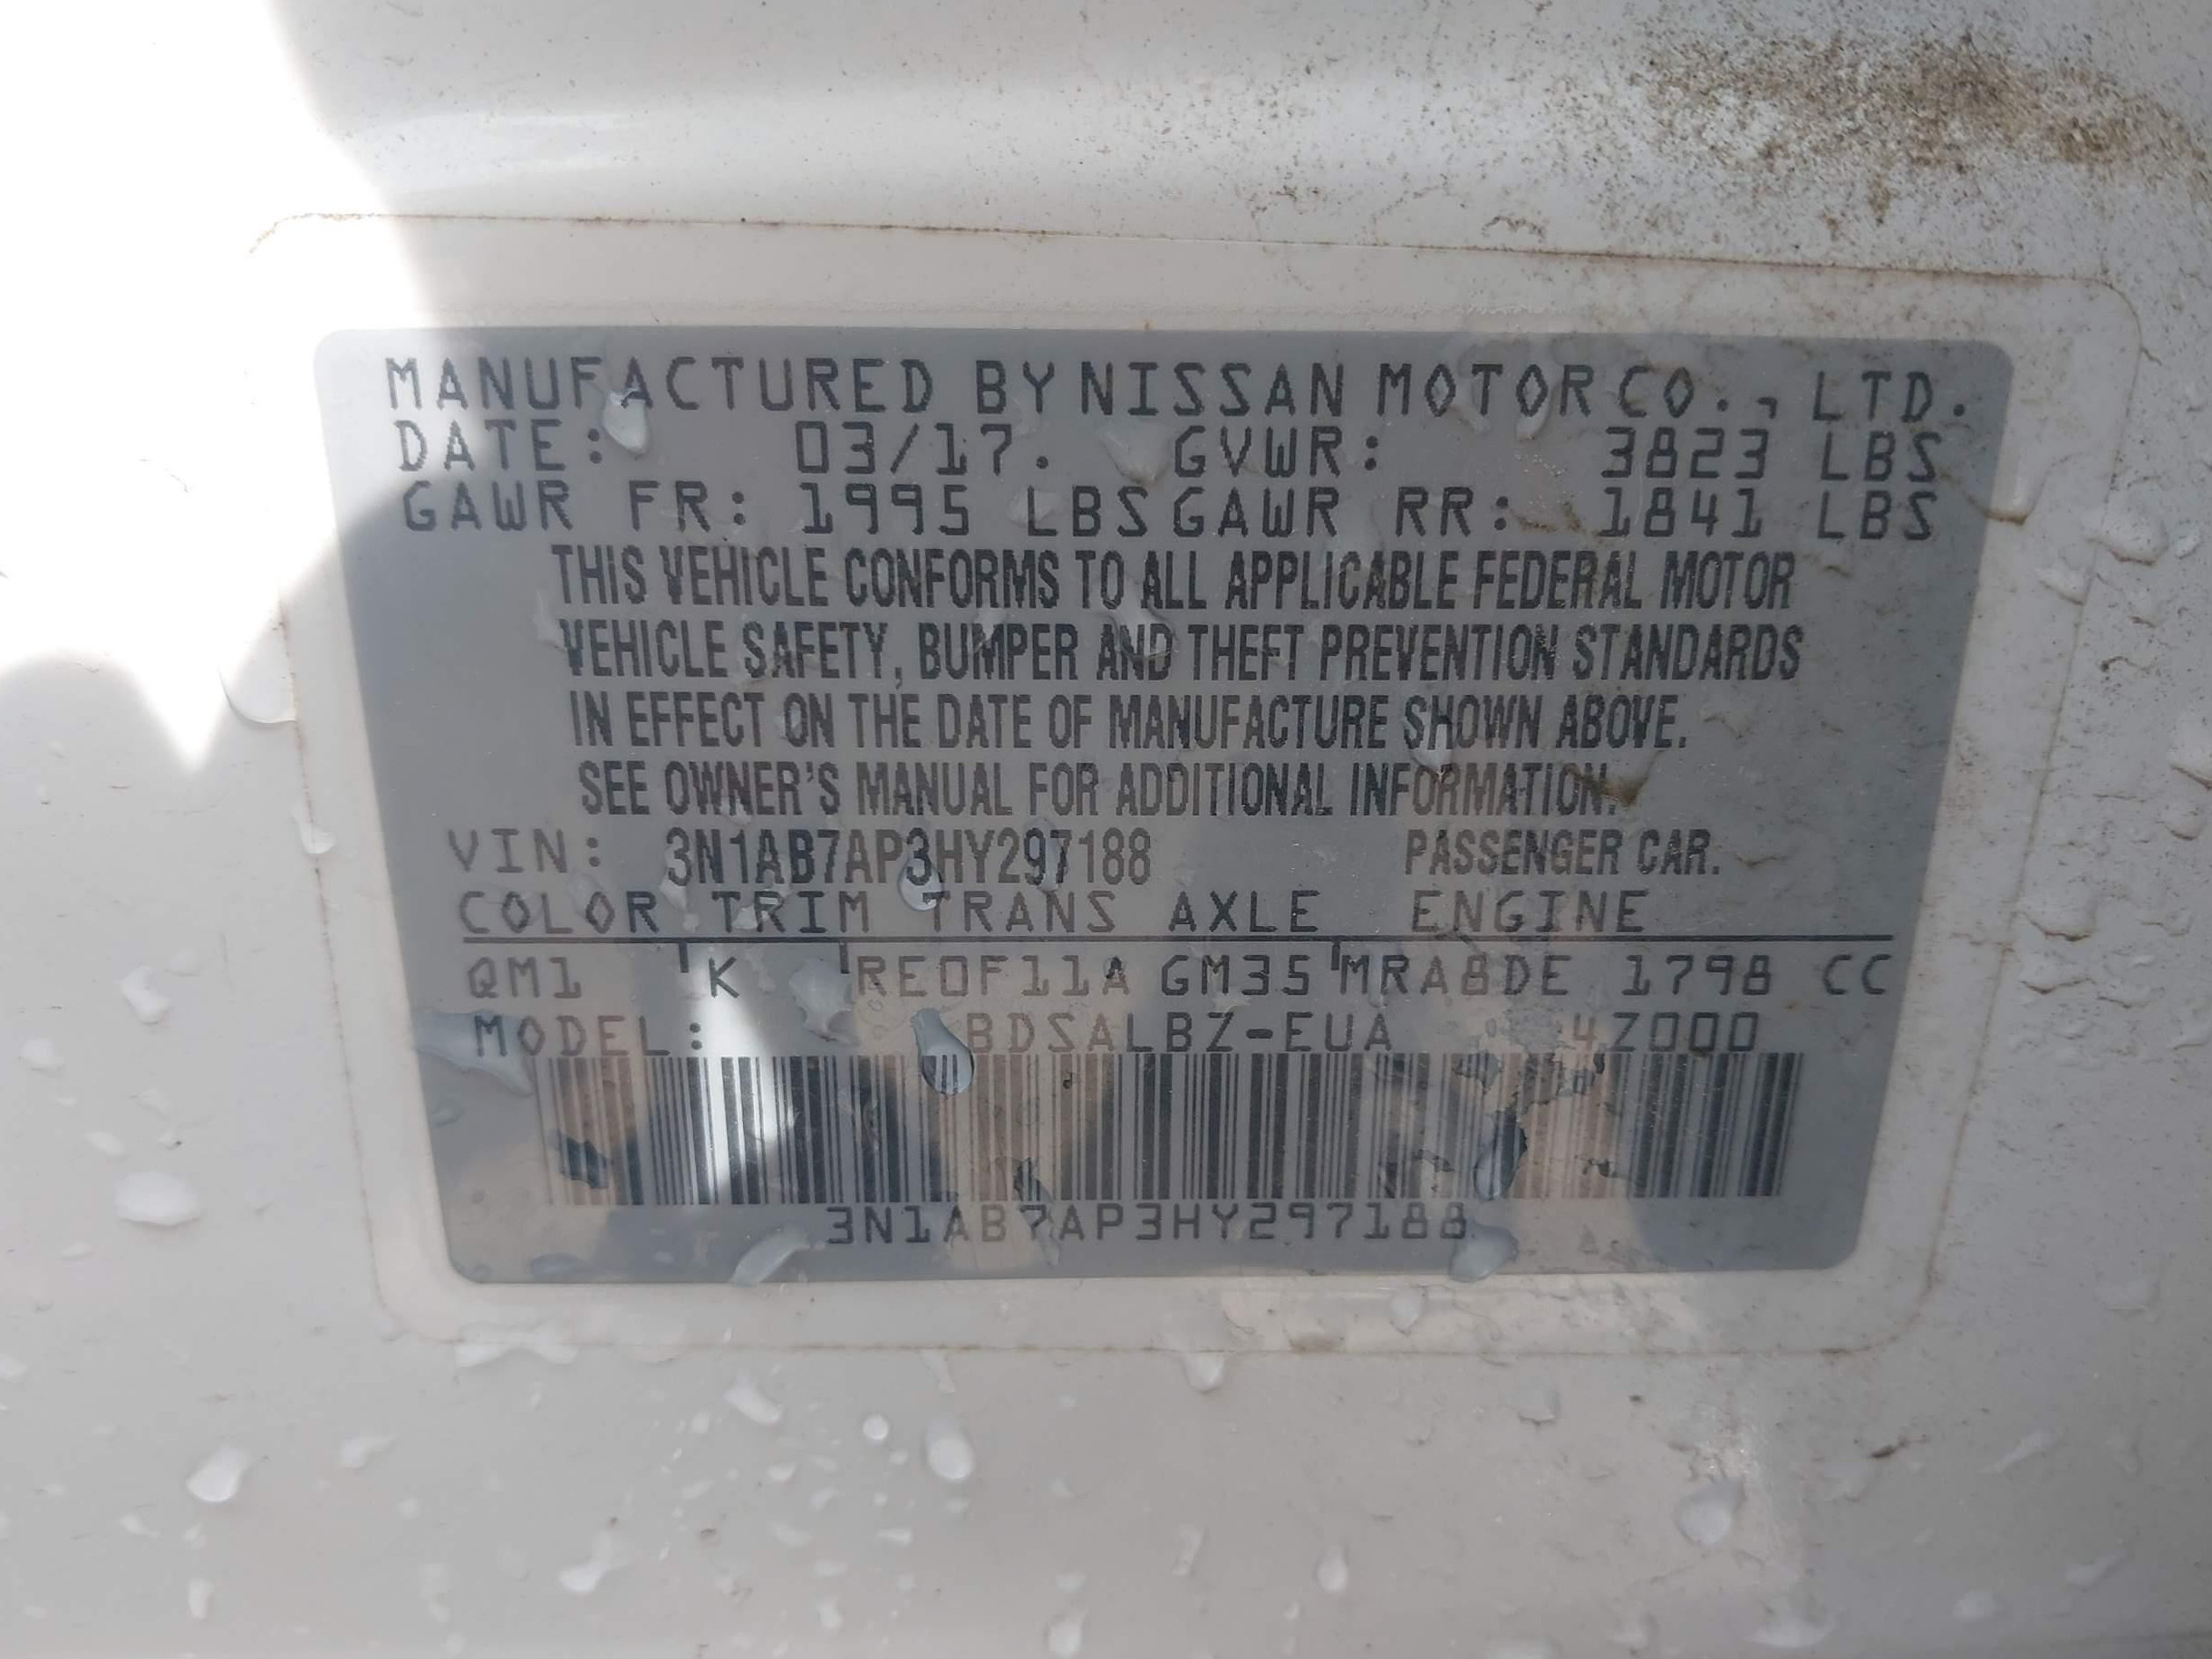 MANUFACTURED BY NISSAN MOTOR CO., LTD.
DATE: 03/17. GVWR: 3823 LBS
GAWR FR: 1995 LBS GAWR RR: 1841 LBS
THIS VEHICLE CONFORMS TO ALL APPLICABLE FEDERAL MOTOR
VEHICLE SAFETY, BUMPER AND THEFT PREVENTION STANDARDS
IN EFFECT ON THE DATE OF MANUFACTURE SHOWN ABOVE.
SEE OWNER'S MANUAL FOR ADDITIONAL INFORMATION.
VIN: 3N1AB7AP3HY297188 PASSENGER CAR.
COLOR TRIM TRANS AXLE ENGINE
QM1 K RE0F11A GM35 MRA8DE 1798 CC
MODEL: BDSALBZ-EUA 4Z000
3N1AB7AP3HY297188